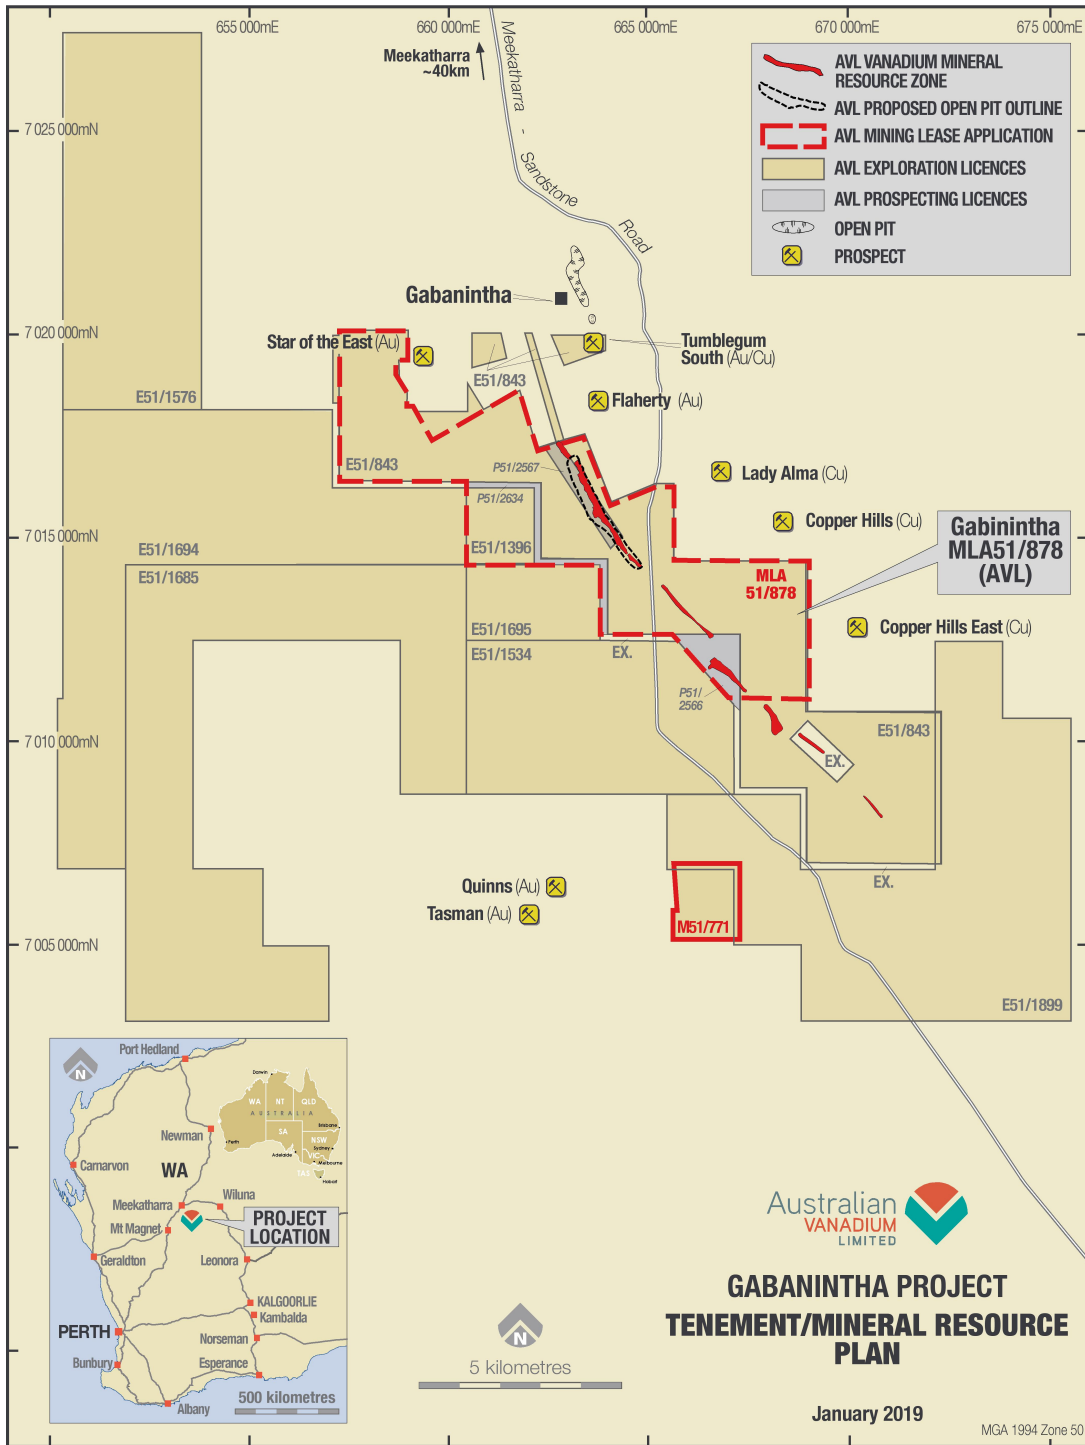 655 000mE
660 000mE
665 000mE
670 000mE
675 000mE
Meekatharra
~40km
Meekatharra - Sandstone Road
AVL VANADIUM MINERAL
RESOURCE ZONE
AVL PROPOSED OPEN PIT OUTLINE
AVL MINING LEASE APPLICATION
AVL EXPLORATION LICENCES
AVL PROSPECTING LICENCES
OPEN PIT
PROSPECT
7 025 000mN
7 020 000mN
7 015 000mN
7 010 000mN
7 005 000mN
Gabanintha
Star of the East (Au)
Tumblegum
South (Au/Cu)
E51/843
E51/1576
Flaherty (Au)
E51/843
P51/2567
P51/2634
Lady Alma (Cu)
Copper Hills (Cu)
Gabinintha
MLA51/878
(AVL)
E51/1694
E51/1685
E51/1396
MLA
51/878
E51/1695
E51/1534
EX.
Copper Hills East (Cu)
P51/
2566
E51/843
EX.
EX.
Quinns (Au)
Tasman (Au)
M51/771
E51/1899
N
Port Hedland
Newman
Carnarvon
WA
Meekatharra
Wiluna
Mt Magnet
PROJECT
LOCATION
Geraldton
Leonora
KALGOORLIE
Kambalda
PERTH
Norseman
Bunbury
Esperance
Albany
500 kilometres
Darwin
WA
NT
QLD
AUSTRALIA
SA
Brisbane
NSW
Sydney
Perth
Adelaide
VIC
Melbourne
TAS
Hobart
N
5 kilometres
Australian
VANADIUM
LIMITED
GABANINTHA PROJECT
TENEMENT/MINERAL RESOURCE
PLAN
January 2019
MGA 1994 Zone 50